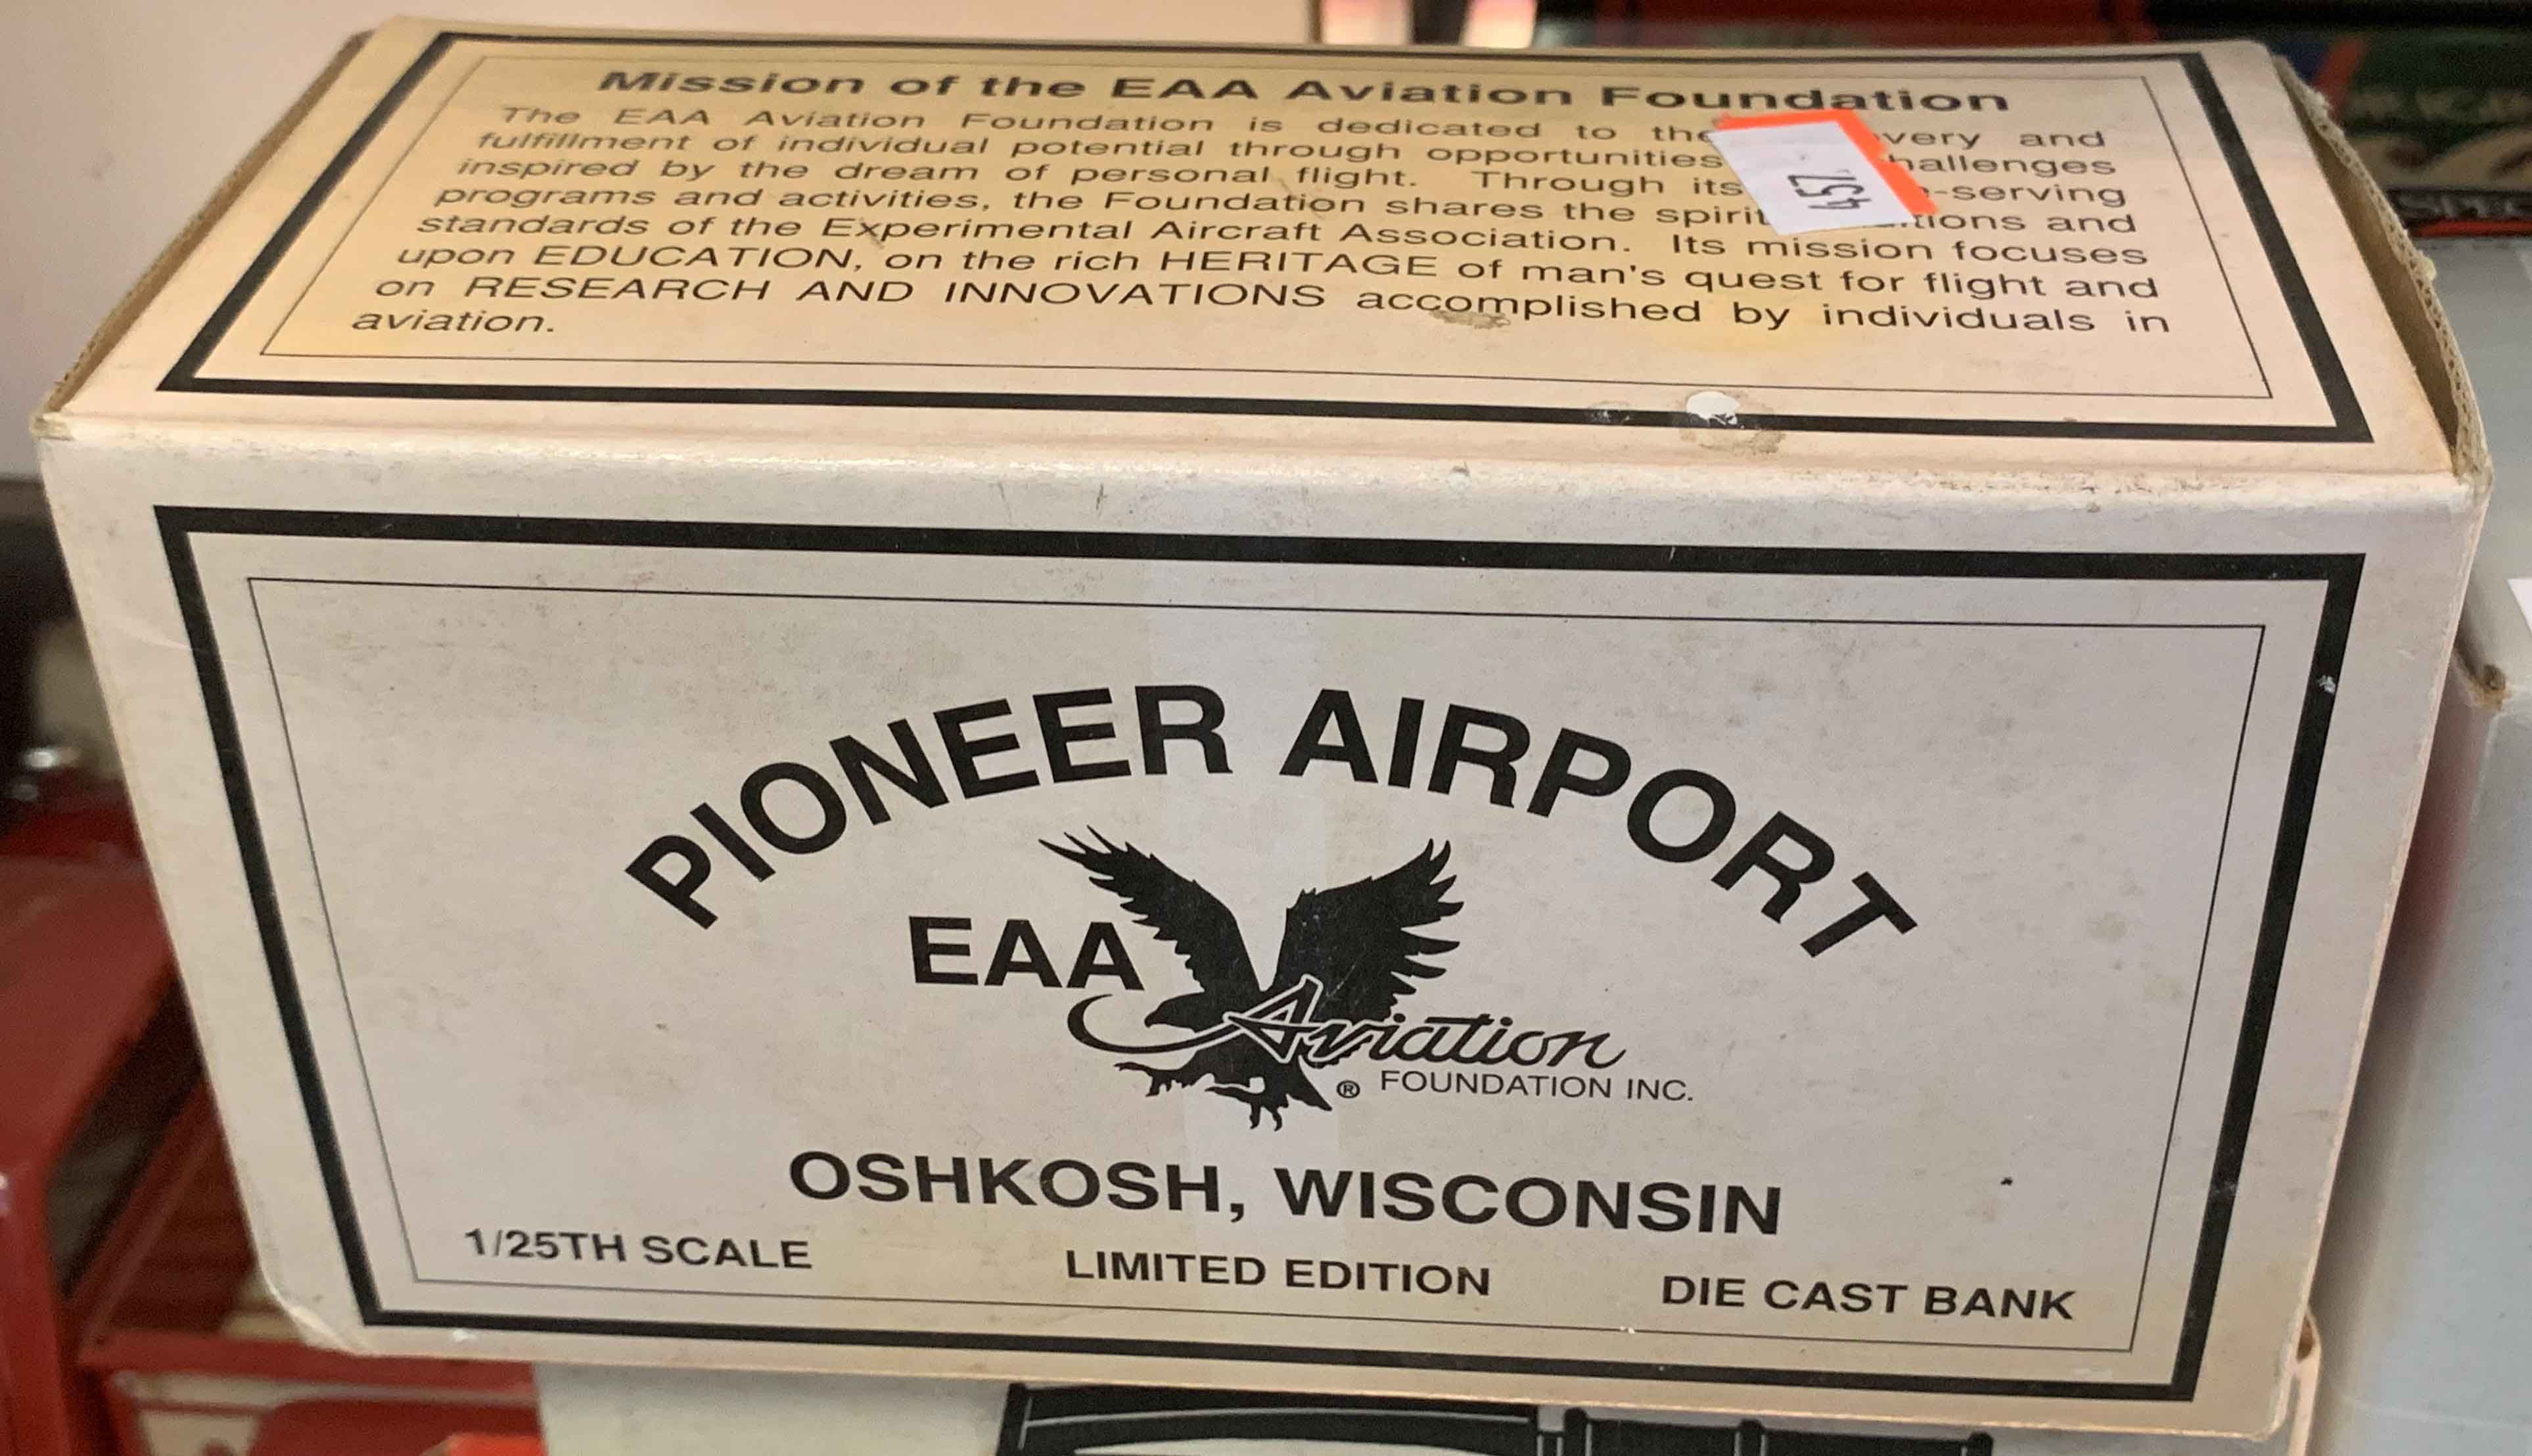 Mission of the EAA Aviation Foundation
The EAA Aviation Foundation is dedicated to the very and
fulfillment of individual potential through opportunities hallenges
inspired by the dream of personal flight. Through its -serving
programs and activities, the Foundation shares the spirit tions and
standards of the Experimental Aircraft Association. Its mission focuses
upon EDUCATION, on the rich HERITAGE of man's quest for flight and
on RESEARCH AND INNOVATIONS accomplished by individuals in
aviation.
457
PIONEER AIRPORT
EAA
Aviation
® FOUNDATION INC.
OSHKOSH, WISCONSIN
1/25TH SCALE LIMITED EDITION DIE CAST BANK